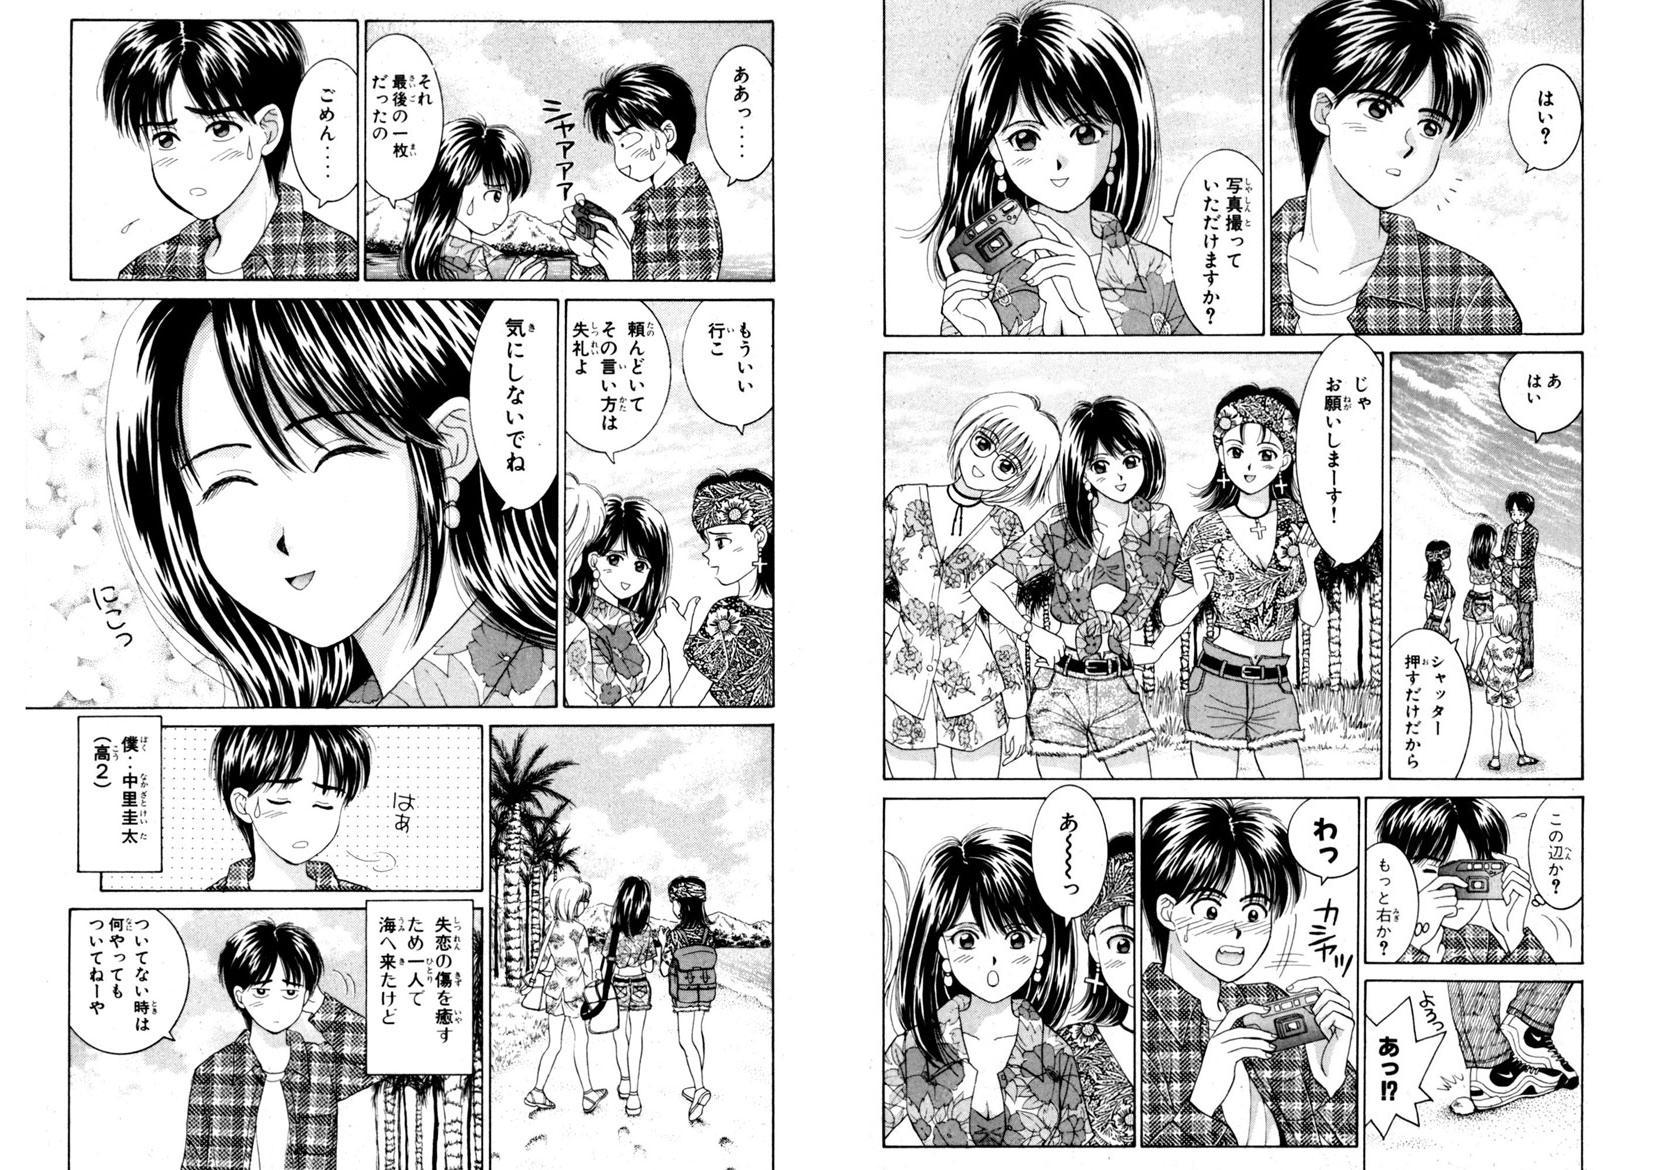 はい?
写真撮って
いただけますか?
あ
はい
シャッター
押すだけだから
じゃ
お願いしまーす!
この辺か?
もっと右か?
よろっ
あっ!?
わっ
カシャッ
あ〜〜〜っ
ああっ‥‥
シャアアア
それ
最後の一枚
だったの
ごめん‥‥
もういい
行こ
頼んどいて
その言い方は
失礼よ
気にしないでね
にこっ
はぁ
僕‥中里圭太
(高2)
失恋の傷を癒す
ため一人で
海へ来たけど
ついてない時は
何やっても
ついてねーや